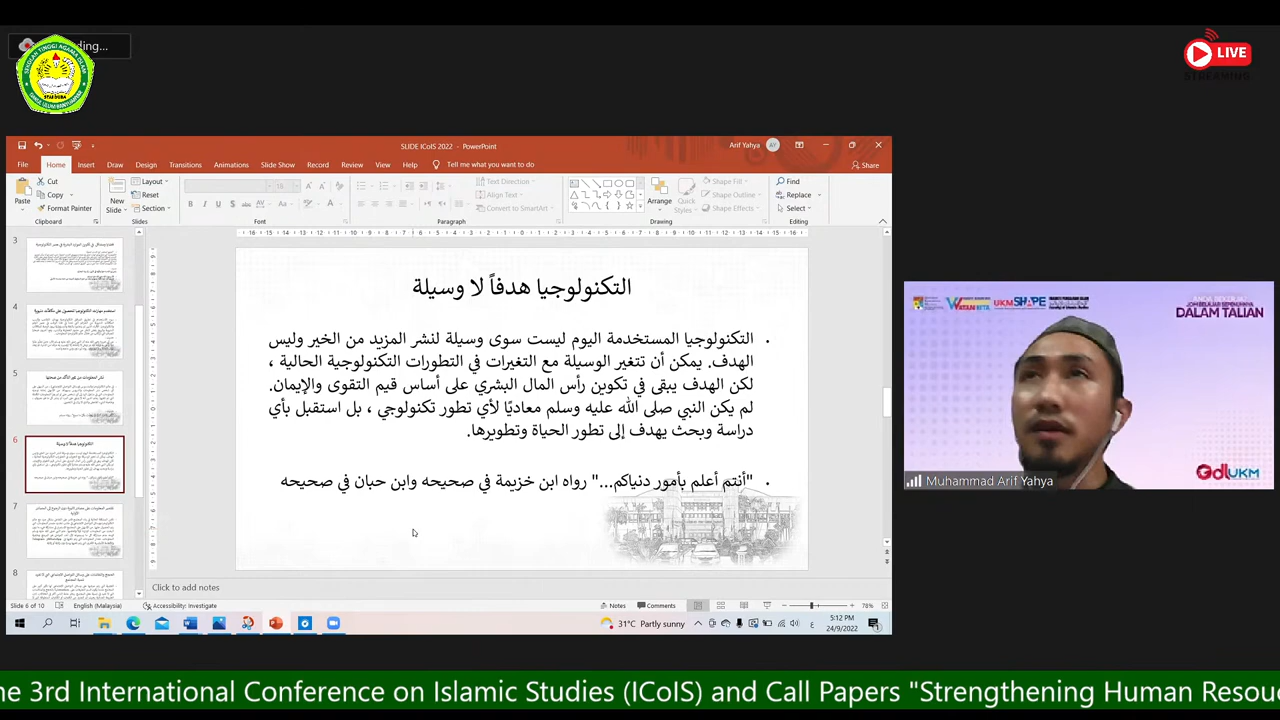 LIVE
STREAMING
SLIDE ICoIS 2022 - PowerPoint
Arif Yahya
AY
File Home Insert Draw Design Transitions Animations Slide Show Record Review View Help Tell me what you want to do
Share
Paste
Cut
Copy
Format Painter
Clipboard
New Slide
Layout
Reset
Section
Slides
Font
Text Direction
Align Text
Convert to SmartArt
Paragraph
Arrange
Quick Styles
Shape Fill
Shape Outline
Shape Effects
Drawing
Find
Replace
Select
Editing
3
4
5
6
7
8
التكنولوجيا هدفاً لا وسيلة
التكنولوجيا المستخدمة اليوم ليست سوى وسيلة لنشر المزيد من الخير وليس
الهدف. يمكن أن تتغير الوسيلة مع التغيرات في التطورات التكنولوجية الحالية ،
لكن الهدف يبقى في تكوين رأس المال البشري على أساس قيم التقوى والإيمان.
لم يكن النبي صلى الله عليه وسلم معاديًا لأي تطور تكنولوجي ، بل استقبل بأي
دراسة وبحث يهدف إلى تطور الحياة وتطويرها.
"أنتم أعلم بأمور دنياكم..." رواه ابن خزيمة في صحيحه وابن حبان في صحيحه
Click to add notes
Slide 6 of 10
English (Malaysia)
Accessibility: Investigate
Notes
Comments
78%
31°C Partly sunny
5:12 PM
24/9/2022
UKMSHAPE
DALAM TALIAN
UKM
Muhammad Arif Yahya
he 3rd International Conference on Islamic Studies (ICoIS) and Call Papers "Strengthening Human Resou